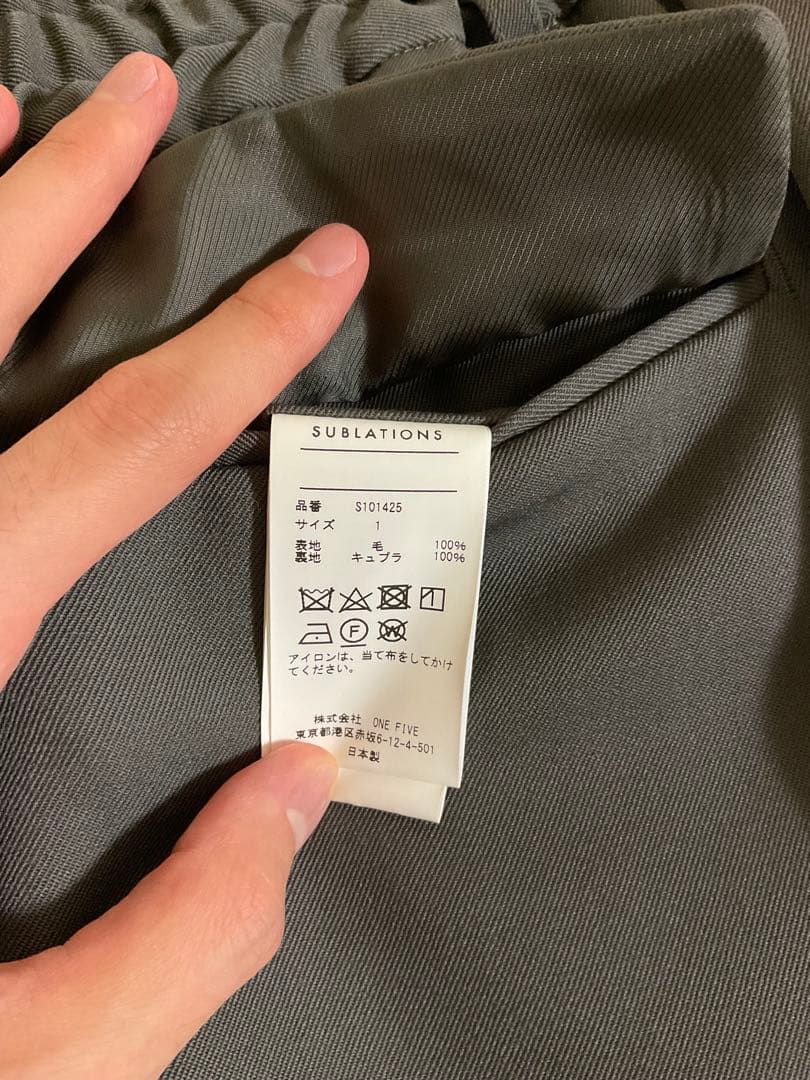 SUBLATIONS
品番 S101425
サイズ 1
表地 毛 100%
裏地 キュプラ 100%
F
W
アイロンは、当て布をしてかけ
てください。
株式会社 ONE FIVE
東京都港区赤坂6-12-4-501
日本製